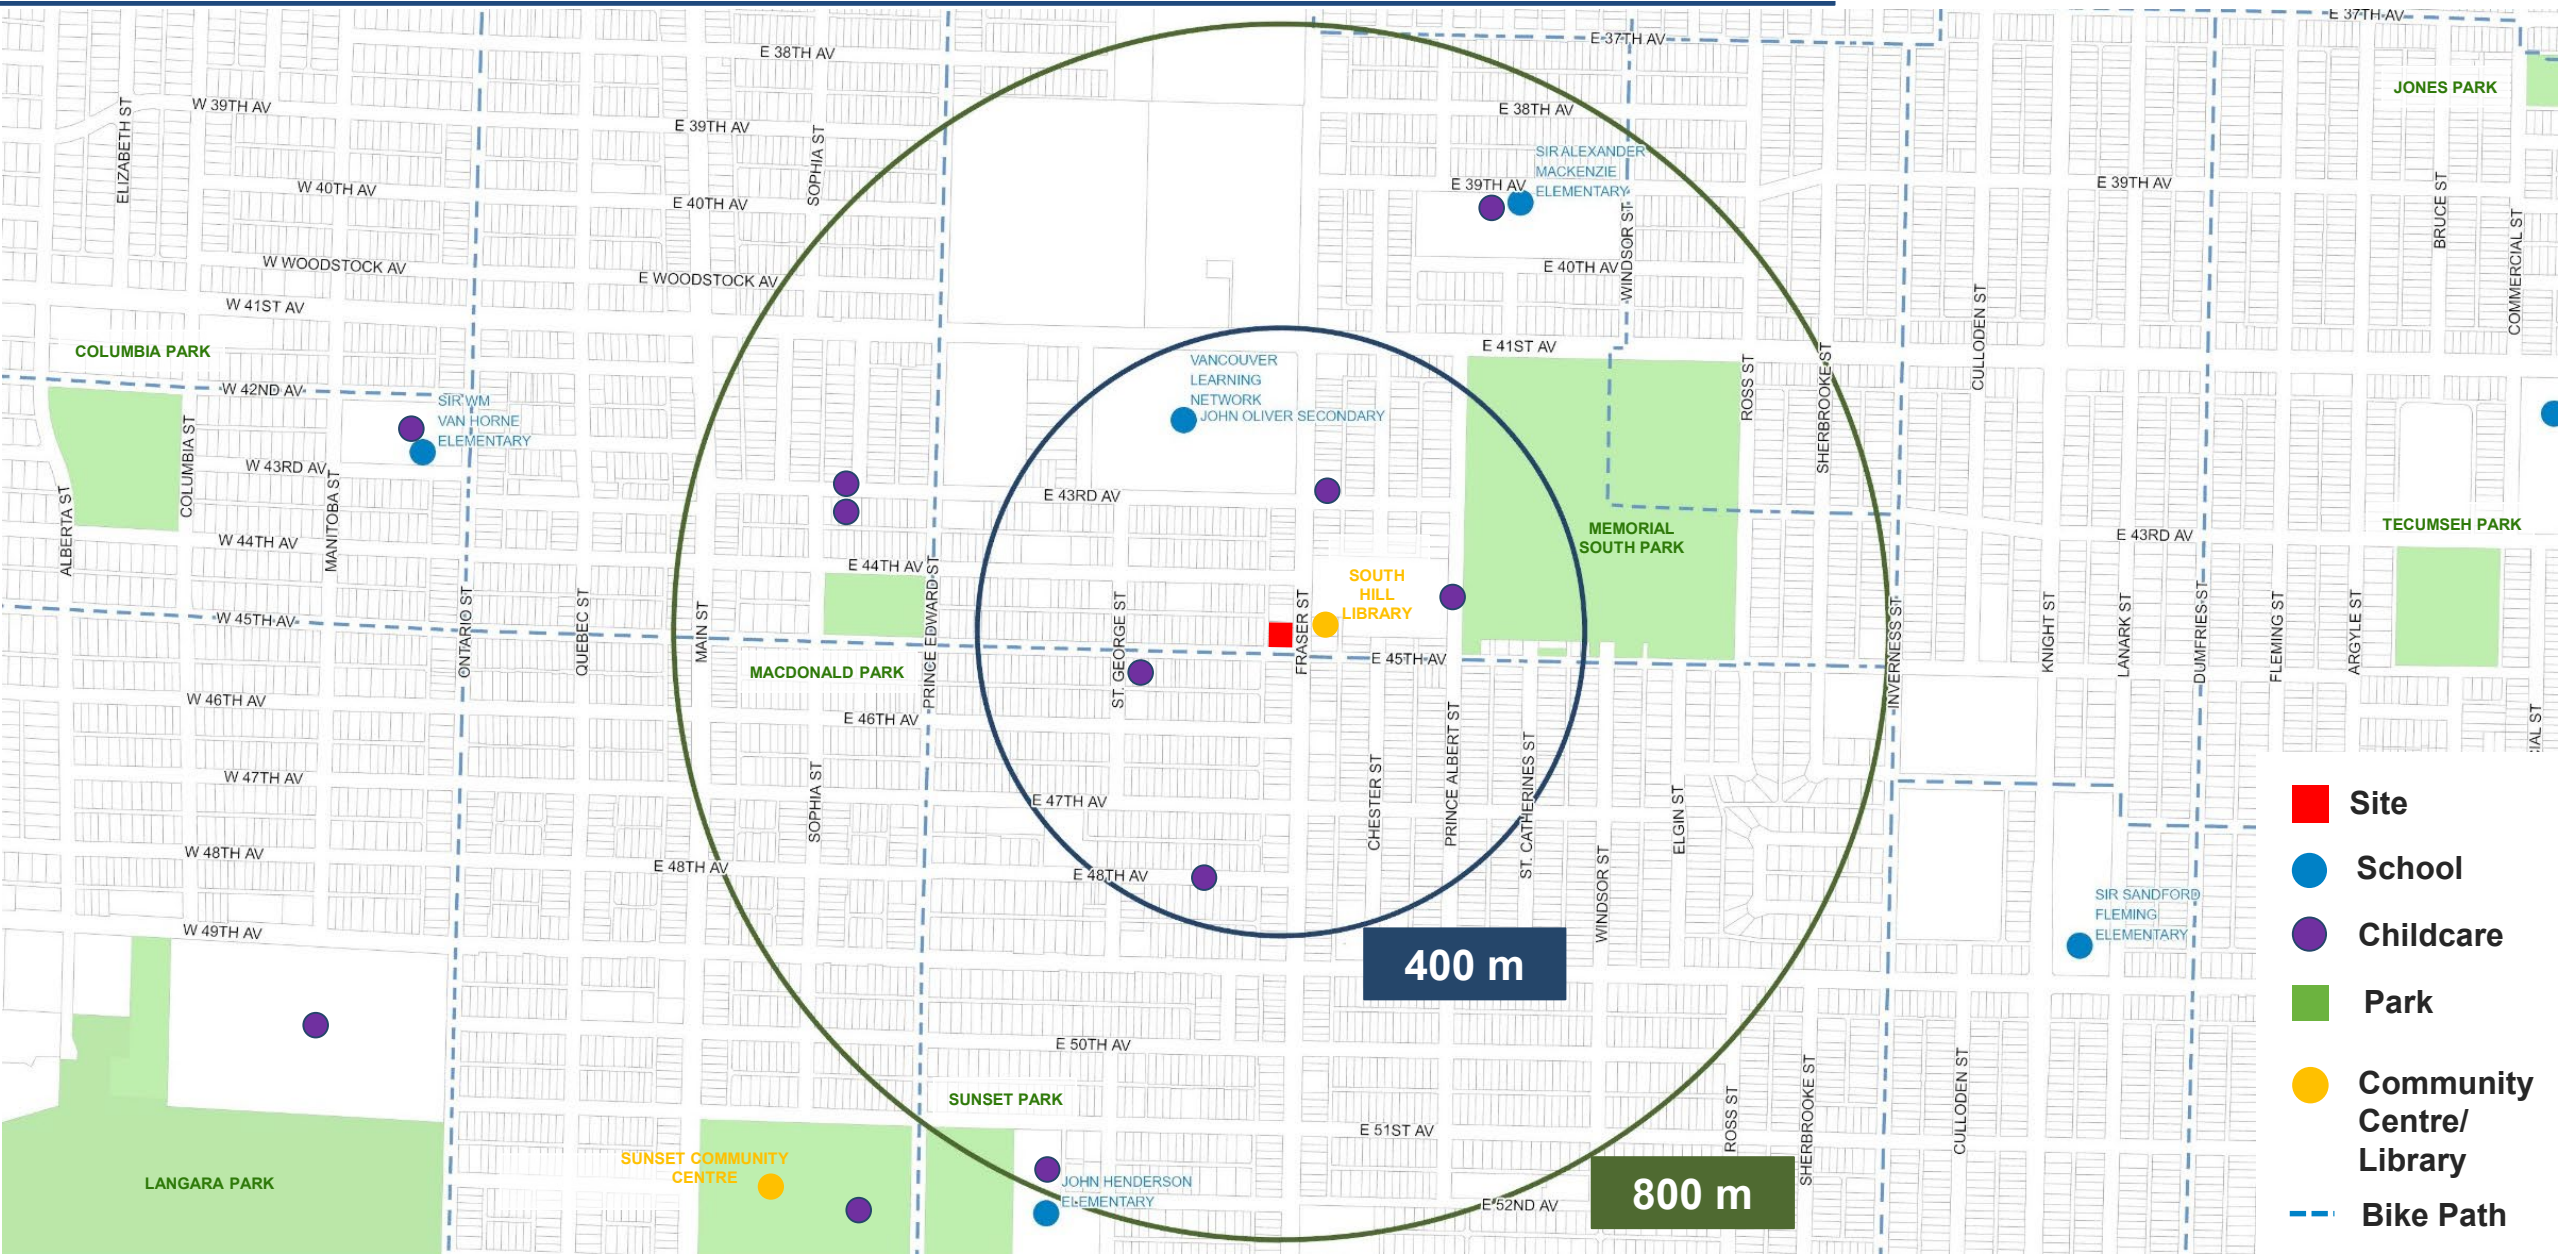 E 37TH AV
E 37TH AV
E 38TH AV
JONES PARK
W 39TH AV
E 38TH AV
ELIZABETH ST
E 39TH AV
SOPHIA ST
SIR ALEXANDER
MACKENZIE
ELEMENTARY
E 39TH AV
E 39TH AV
W 40TH AV
E 40TH AV
WINDSOR ST
BRUCE ST
COMMERCIAL ST
W WOODSTOCK AV
E WOODSTOCK AV
E 40TH AV
W 41ST AV
CULLODEN ST
COLUMBIA PARK
E 41ST AV
VANCOUVER
LEARNING
NETWORK
JOHN OLIVER SECONDARY
ROSS ST
SHERBROOKE ST
W 42ND AV
SIR WM
VAN HORNE
ELEMENTARY
COLUMBIA ST
W 43RD AV
MANITOBA ST
E 43RD AV
ALBERTA ST
W 44TH AV
MEMORIAL
SOUTH PARK
TECUMSEH PARK
E 43RD AV
E 44TH AV
PRINCE EDWARD ST
SOUTH
HILL
LIBRARY
W 45TH AV
ONTARIO ST
QUEBEC ST
MAIN ST
ST. GEORGE ST
FRASER ST
E 45TH AV
INVERNESS ST
KNIGHT ST
LANARK ST
DUMFRIES ST
FLEMING ST
ARGYLE ST
MACDONALD PARK
W 46TH AV
E 46TH AV
PRINCE ALBERT ST
IAL ST
W 47TH AV
SOPHIA ST
E 47TH AV
CHESTER ST
ST. CATHERINES ST
ELGIN ST
Site
W 48TH AV
E 48TH AV
E 48TH AV
WINDSOR ST
School
SIR SANDFORD
FLEMING
ELEMENTARY
W 49TH AV
Childcare
400 m
Park
E 50TH AV
SUNSET PARK
ROSS ST
SHERBROOKE ST
CULLODEN ST
Community
Centre/
Library
E 51ST AV
SUNSET COMMUNITY
CENTRE
LANGARA PARK
JOHN HENDERSON
ELEMENTARY
E 52ND AV
800 m
Bike Path